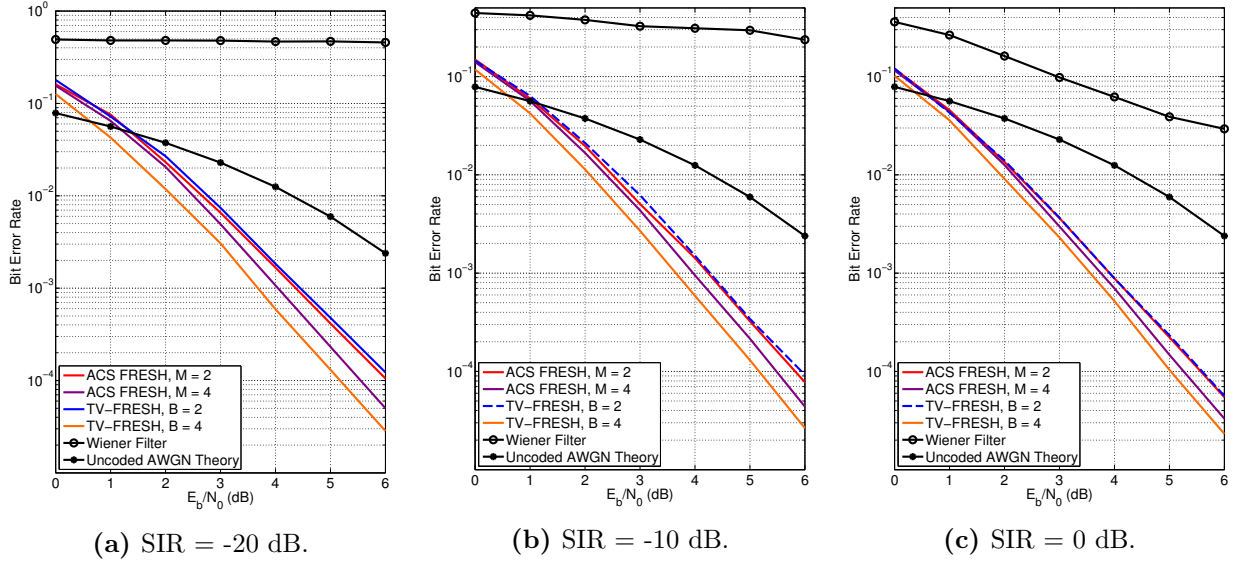 10^0
10^-1
10^-2
10^-3
10^-4
Bit Error Rate
ACS FRESH, M = 2
ACS FRESH, M = 4
TV−FRESH, B = 2
TV−FRESH, B = 4
Wiener Filter
Uncoded AWGN Theory
0 1 2 3 4 5 6
E_b/N_0 (dB)
(a) SIR = -20 dB.
10^-1
10^-2
10^-3
10^-4
Bit Error Rate
ACS FRESH, M = 2
ACS FRESH, M = 4
TV−FRESH, B = 2
TV−FRESH, B = 4
Wiener Filter
Uncoded AWGN Theory
0 1 2 3 4 5 6
E_b/N_0 (dB)
(b) SIR = -10 dB.
10^-1
10^-2
10^-3
10^-4
Bit Error Rate
ACS FRESH, M = 2
ACS FRESH, M = 4
TV−FRESH, B = 2
TV−FRESH, B = 4
Wiener Filter
Uncoded AWGN Theory
0 1 2 3 4 5 6
E_b/N_0 (dB)
(c) SIR = 0 dB.